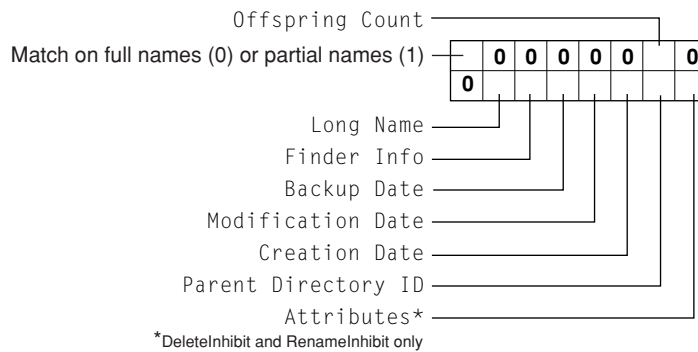 Offspring Count
Match on full names (0) or partial names (1)
0 0 0 0 0 0
0
Long Name
Finder Info
Backup Date
Modification Date
Creation Date
Parent Directory ID
Attributes*
*DeleteInhibit and RenameInhibit only